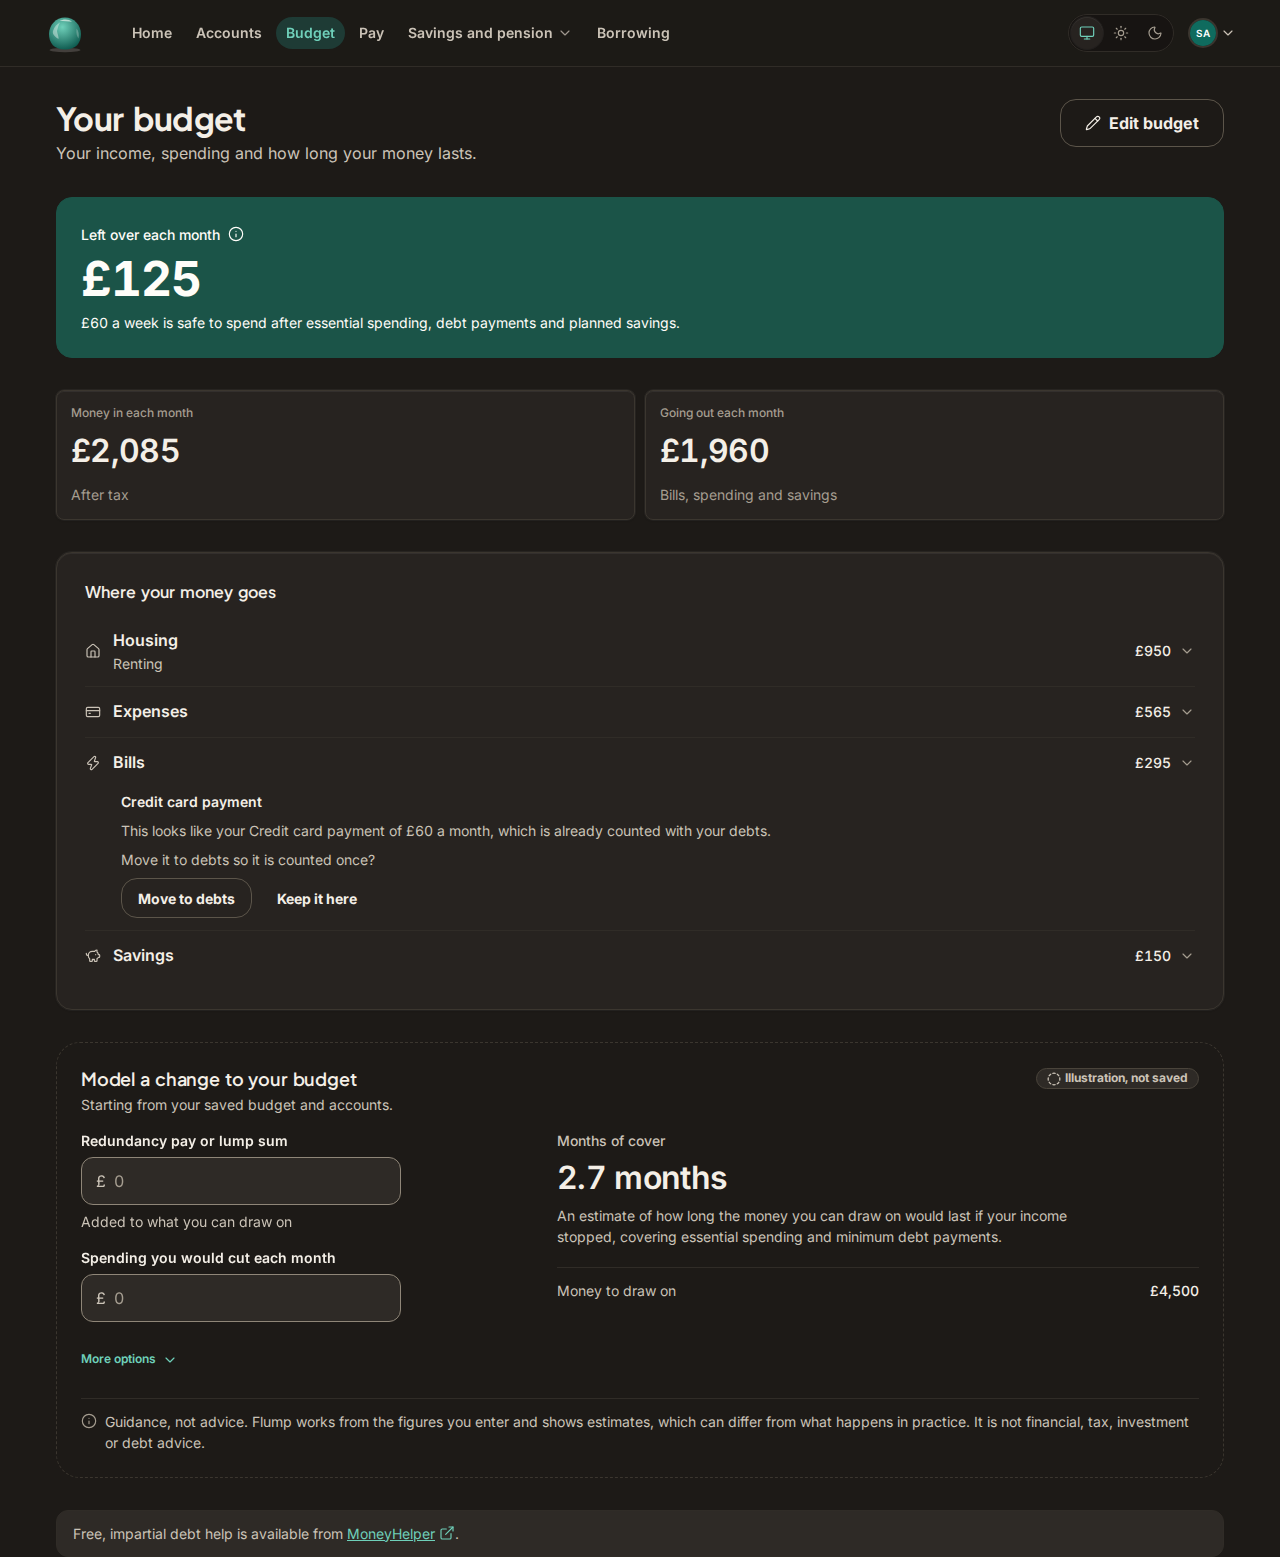 Home
Accounts
Budget
Pay
Savings and pension
Borrowing
SA
Your budget
Your income, spending and how long your money lasts.
Edit budget
Left over each month
£125
£60 a week is safe to spend after essential spending, debt payments and planned savings.
Money in each month
£2,085
After tax
Going out each month
£1,960
Bills, spending and savings
Where your money goes
Housing
Renting
£950
Expenses
£565
Bills
£295
Credit card payment
This looks like your Credit card payment of £60 a month, which is already counted with your debts.
Move it to debts so it is counted once?
Move to debts
Keep it here
Savings
£150
Model a change to your budget
Starting from your saved budget and accounts.
Illustration, not saved
Redundancy pay or lump sum
£ 0
Added to what you can draw on
Spending you would cut each month
£ 0
More options
Months of cover
2.7 months
An estimate of how long the money you can draw on would last if your income
stopped, covering essential spending and minimum debt payments.
Money to draw on
£4,500
Guidance, not advice. Flump works from the figures you enter and shows estimates, which can differ from what happens in practice. It is not financial, tax, investment
or debt advice.
Free, impartial debt help is available from MoneyHelper.